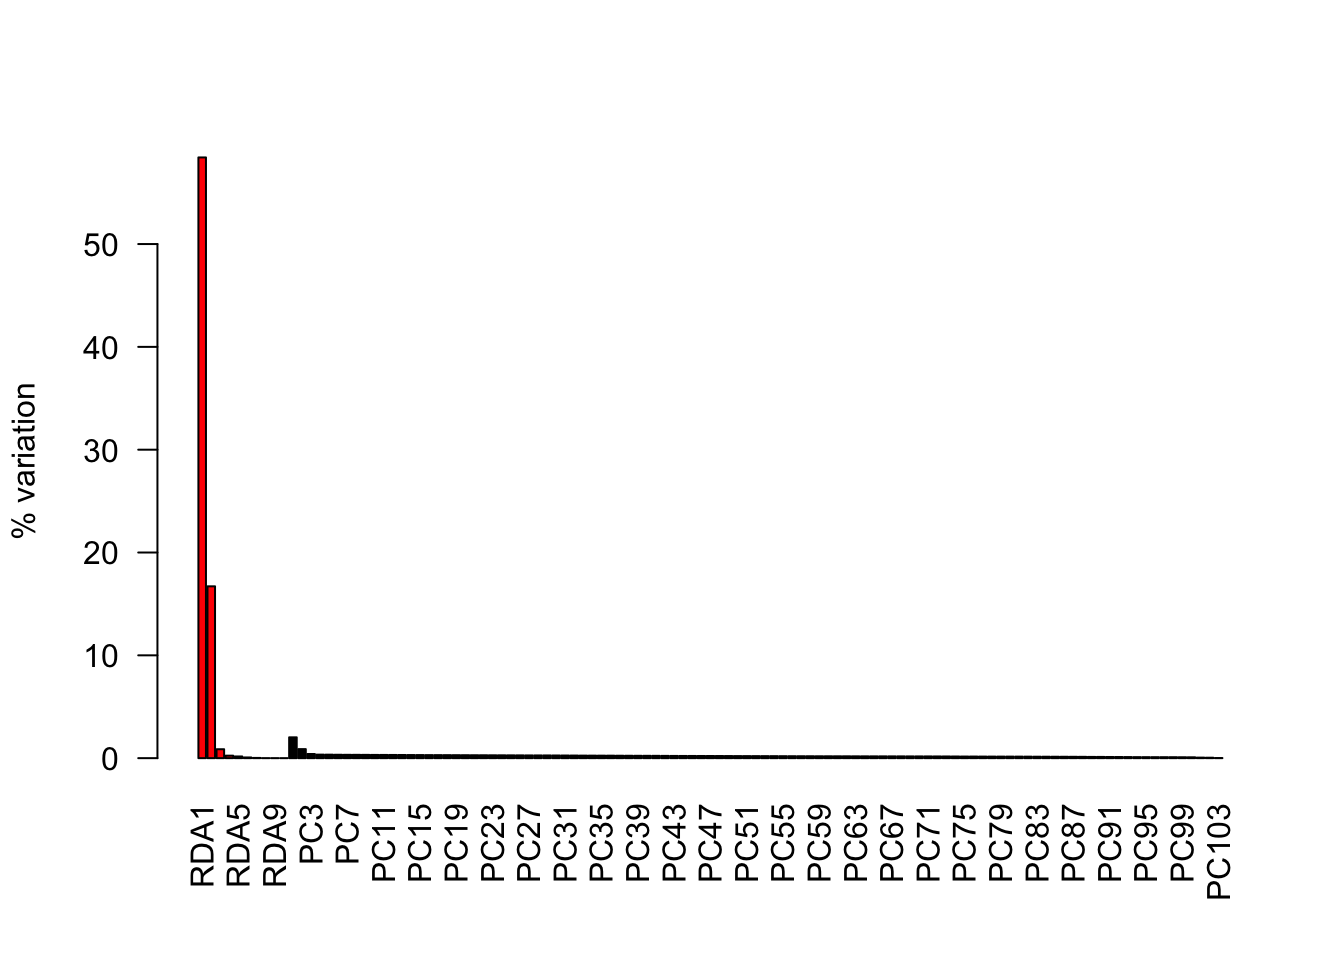 % variation
50
40
30
20
10
0
RDA1
RDA5
RDA9
PC3
PC7
PC11
PC15
PC19
PC23
PC27
PC31
PC35
PC39
PC43
PC47
PC51
PC55
PC59
PC63
PC67
PC71
PC75
PC79
PC83
PC87
PC91
PC95
PC99
PC103